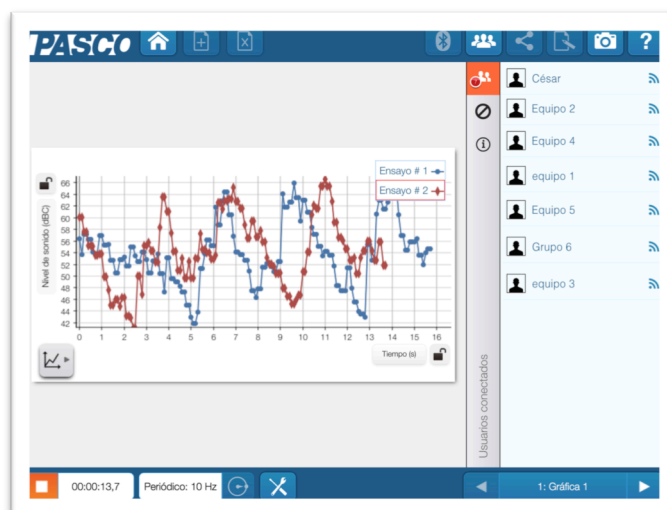 PASCO
?
César
Equipo 2
Equipo 4
equipo 1
Equipo 5
Grupo 6
equipo 3
Usuarios conectados
Ensayo # 1
Ensayo # 2
Nivel de sonido (dBC)
66
64
62
60
58
56
54
52
50
48
46
44
42
0 1 2 3 4 5 6 7 8 9 10 11 12 13 14 15 16
Tiempo (s)
00:00:13,7
Periódico: 10 Hz
1: Gráfica 1